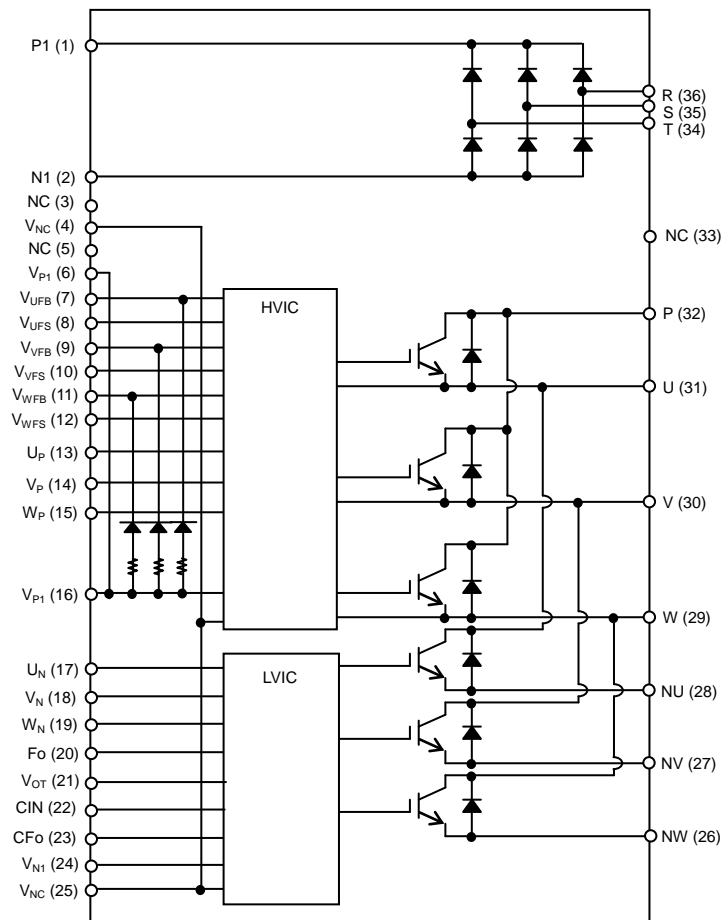 P1 (1)
N1 (2)
NC (3)
VNC (4)
NC (5)
VP1 (6)
VUFB (7)
VUFS (8)
VVFB (9)
VVFS (10)
VWFB (11)
VWFS (12)
UP (13)
VP (14)
WP (15)
VP1 (16)
UN (17)
VN (18)
WN (19)
Fo (20)
VOT (21)
CIN (22)
CFo (23)
VN1 (24)
VNC (25)
HVIC
LVIC
R (36)
S (35)
T (34)
NC (33)
P (32)
U (31)
V (30)
W (29)
NU (28)
NV (27)
NW (26)